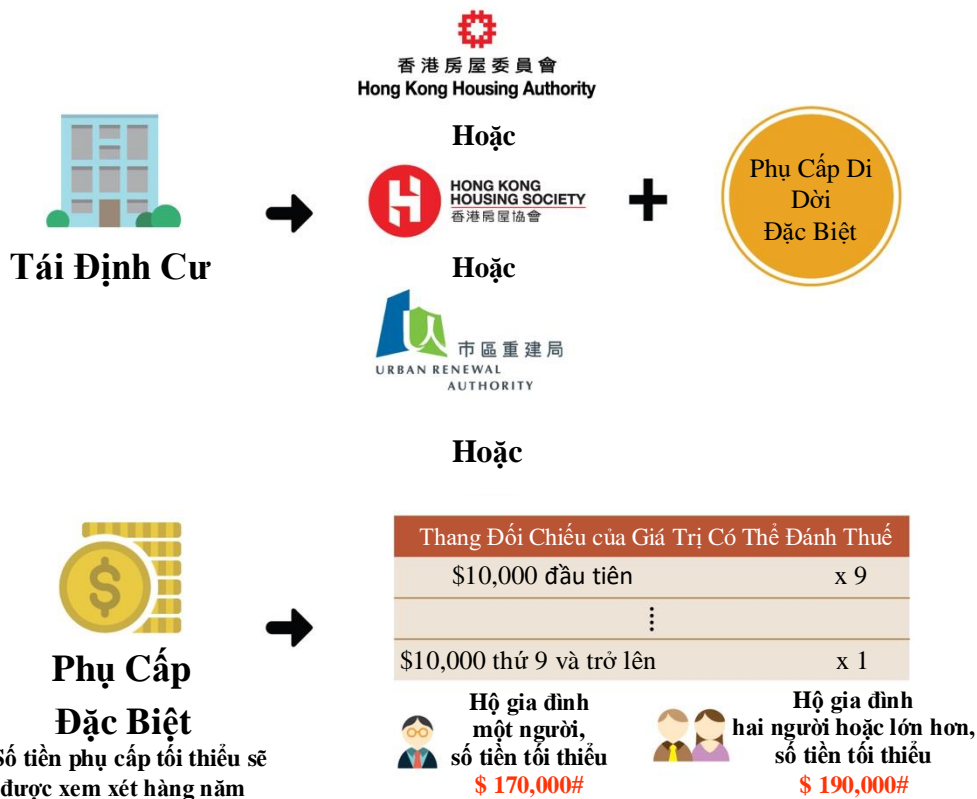 香港房屋委員會
Hong Kong Housing Authority
Hoặc
HONG KONG
HOUSING SOCIETY
香港房屋協會
Hoặc
市區重建局
URBAN RENEWAL
AUTHORITY
Tái Định Cư
Phụ Cấp Di
Dời
Đặc Biệt
Hoặc
Phụ Cấp
Đặc Biệt
Số tiền phụ cấp tối thiểu sẽ
được xem xét hàng năm
Thang Đối Chiếu của Giá Trị Có Thể Đánh Thuế
$10,000 đầu tiên x 9
$10,000 thứ 9 và trở lên x 1
Hộ gia đình
một người,
số tiền tối thiểu
$ 170,000#
Hộ gia đình
hai người hoặc lớn hơn,
số tiền tối thiểu
$ 190,000#